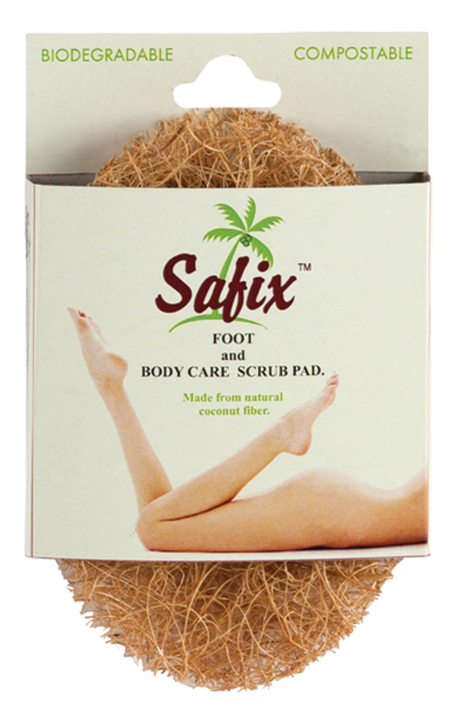 BIODEGRADABLE COMPOSTABLE
Safix™
FOOT
and
BODY CARE SCRUB PAD.
Made from natural
coconut fiber.